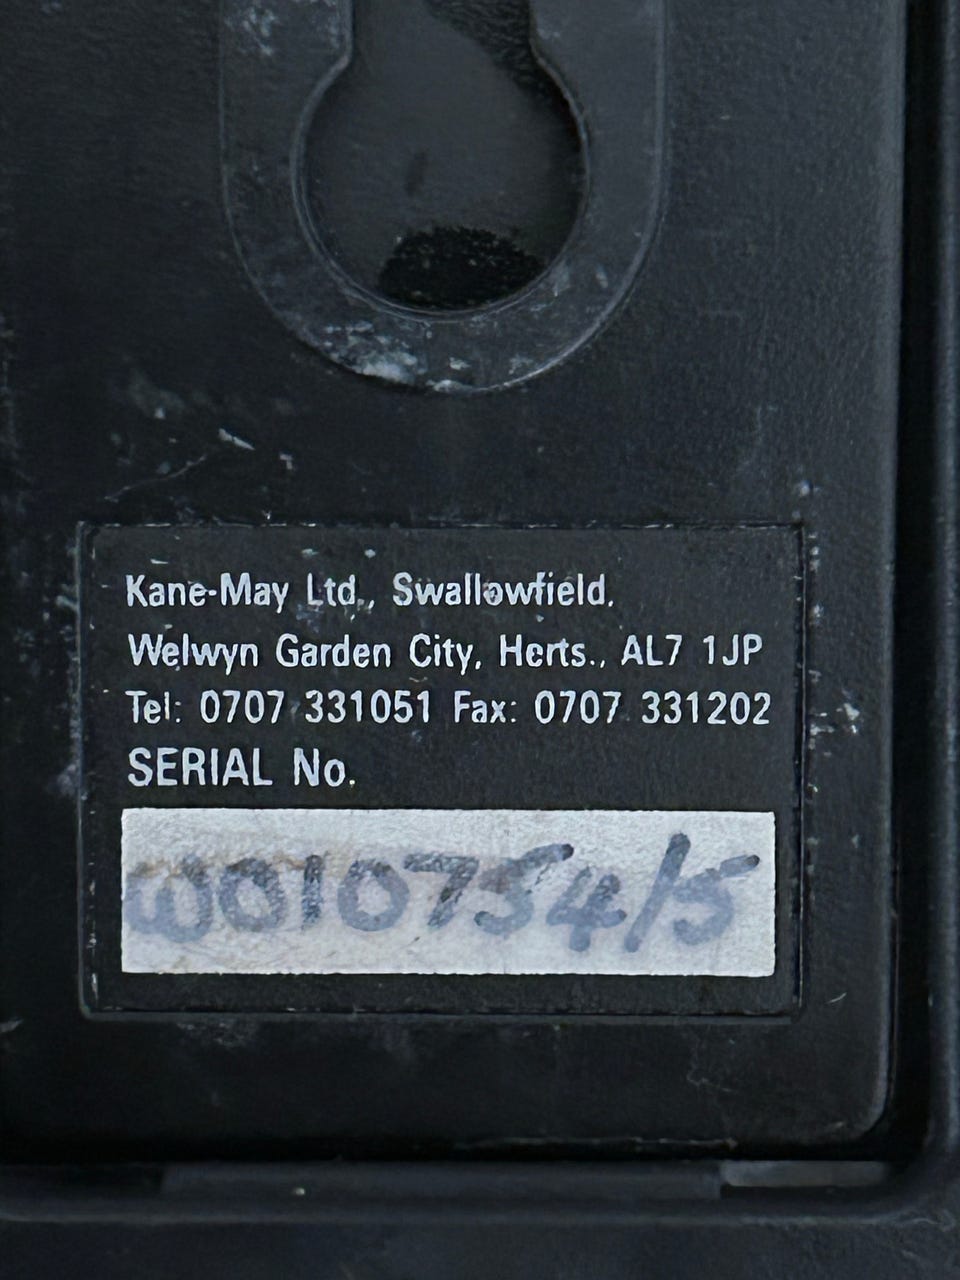 Kane-May Ltd., Swallowfield,
Welwyn Garden City, Herts., AL7 1JP
Tel: 0707 331051 Fax: 0707 331202
SERIAL No.
W010754/5